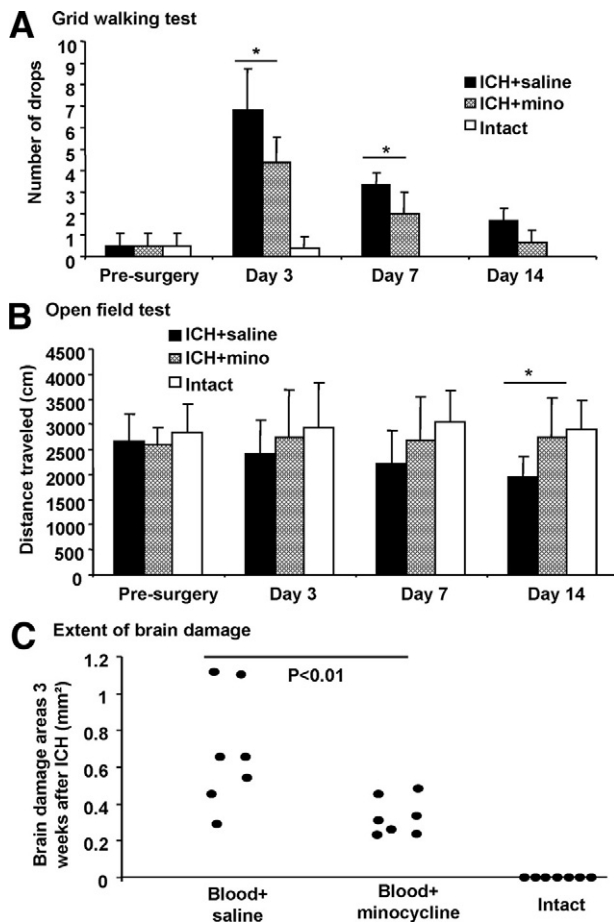 A Grid walking test
Number of drops
10
9
8
7
6
5
4
3
2
1
0
*
*
ICH+saline
ICH+mino
Intact
Pre-surgery Day 3 Day 7 Day 14
B Open field test
Distance traveled (cm)
4500
4000
3500
3000
2500
2000
1500
1000
500
0
ICH+saline
ICH+mino
Intact
*
Pre-surgery Day 3 Day 7 Day 14
C Extent of brain damage
Brain damage areas 3
weeks after ICH (mm²)
1.2
1
0.8
0.6
0.4
0.2
0
P<0.01
Blood+
saline
Blood+
minocycline
Intact